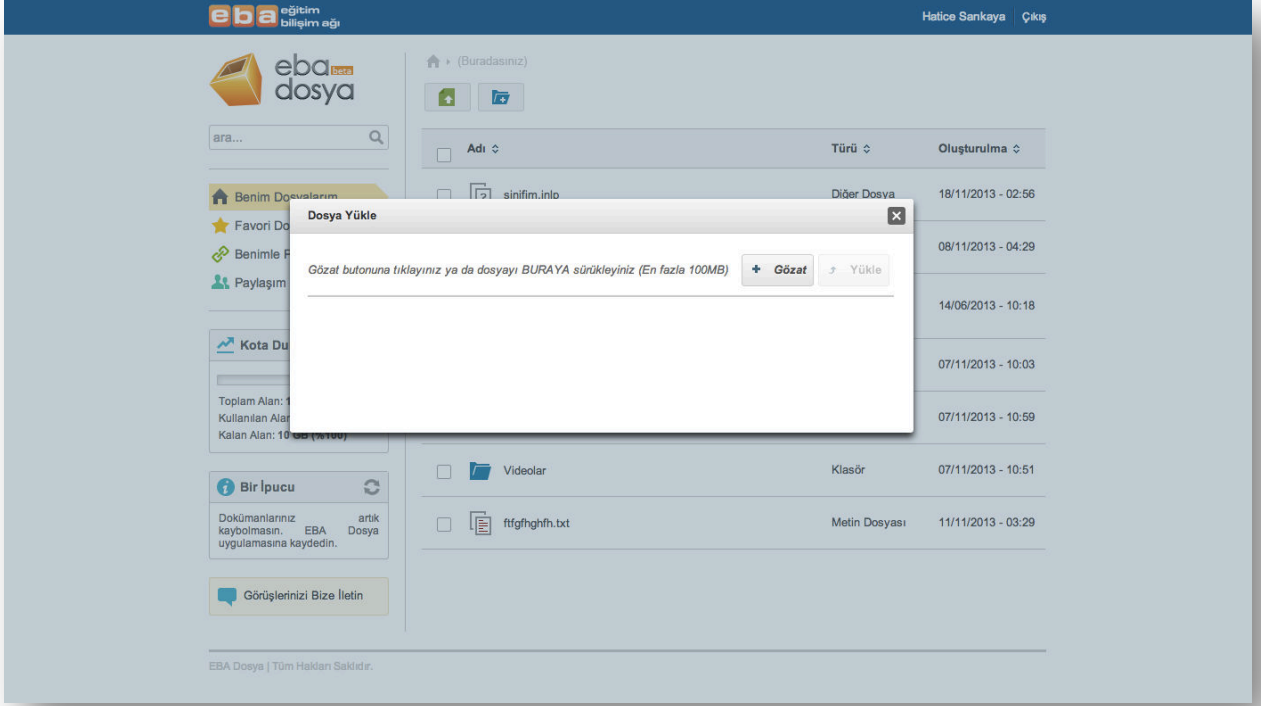 eba eğitim
bilişim ağı
Hatice Sarıkaya Çıkış
eba beta
dosya
(Buradasınız)
ara...
Adı Türü Oluşturulma
Benim Dosyalarım
sinifim.inlp Diğer Dosya 18/11/2013 - 02:56
Dosya Yükle
Favori Do
08/11/2013 - 04:29
Benimle P
Gözat butonuna tıklayınız ya da dosyayı BURAYA sürükleyiniz (En fazla 100MB) Gözat Yükle
Paylaşım
14/06/2013 - 10:18
Kota Du
07/11/2013 - 10:03
Toplam Alan: 1
Kullanılan Alan
07/11/2013 - 10:59
Kalan Alan: 10 GB (%100)
Videolar Klasör 07/11/2013 - 10:51
Bir İpucu
Dokümanlarınız artık
kaybolmasın. EBA Dosya
uygulamasına kaydedin.
ftfgfhghfh.txt Metin Dosyası 11/11/2013 - 03:29
Görüşlerinizi Bize İletin
EBA Dosya | Tüm Hakları Saklıdır.